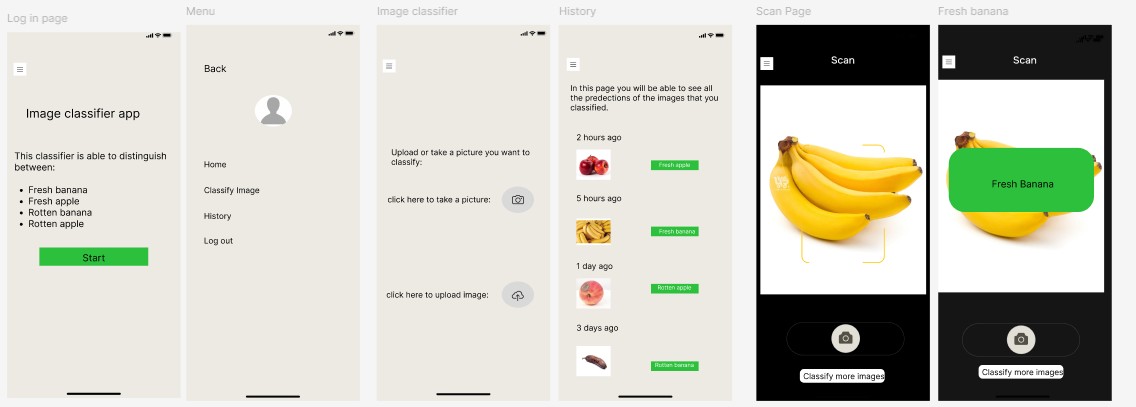 Log in page
Image classifier app
This classifier is able to distinguish
between:
• Fresh banana
• Fresh apple
• Rotten banana
• Rotten apple
Start
Menu
Back
Home
Classify Image
History
Log out
Image classifier
Upload or take a picture you want to
classify:
click here to take a picture:
click here to upload image:
History
In this page you will be able to see all
the predections of the images that you
classified.
2 hours ago
Fresh apple
5 hours ago
Fresh banana
1 day ago
Rotten apple
3 days ago
Rotten banana
Scan Page
Scan
Classify more images
Fresh banana
Scan
Fresh Banana
Classify more images